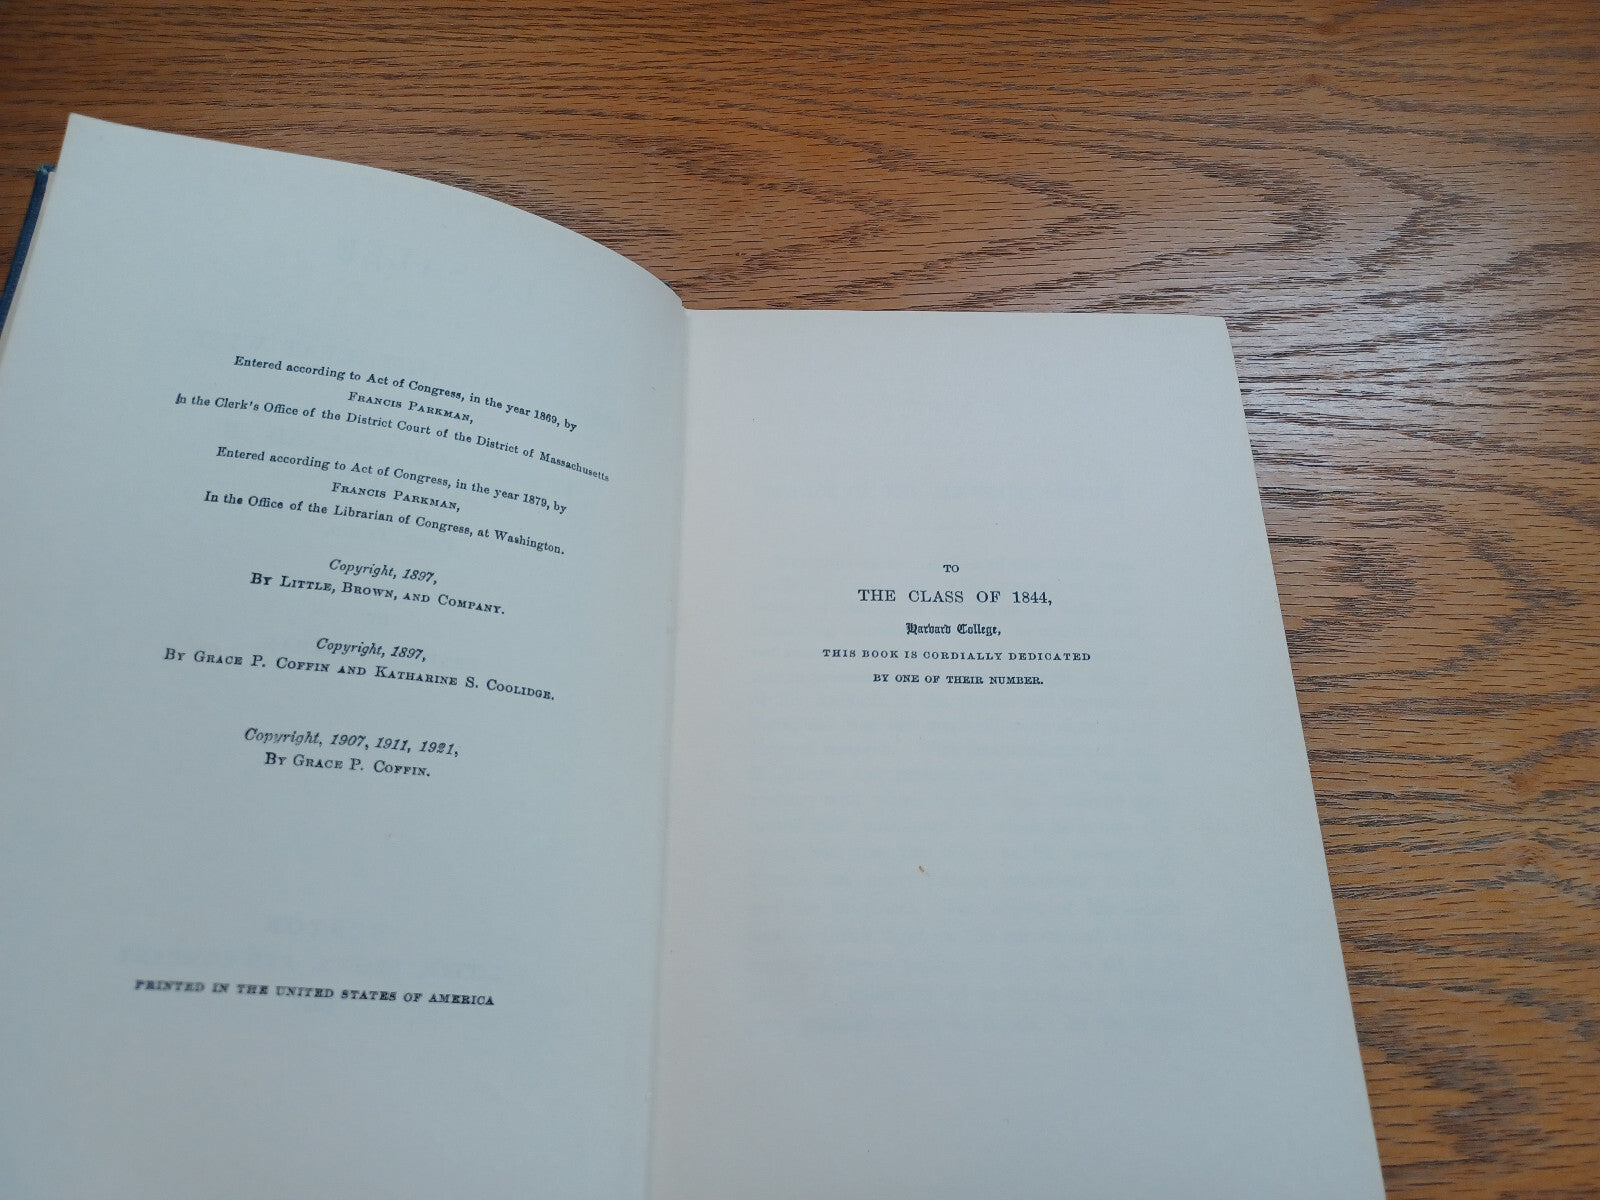 Entered according to Act of Congress, in the year 1869, by
Francis Parkman,
In the Clerk's Office of the District Court of the District of Massachusetts
Entered according to Act of Congress, in the year 1879, by
Francis Parkman,
In the Office of the Librarian of Congress, at Washington.
Copyright, 1897,
By Little, Brown, and Company.
Copyright, 1897,
By Grace P. Coffin and Katharine S. Coolidge.
Copyright, 1907, 1911, 1921,
By Grace P. Coffin.
PRINTED IN THE UNITED STATES OF AMERICA
TO
THE CLASS OF 1844,
Harvard College,
THIS BOOK IS CORDIALLY DEDICATED
BY ONE OF THEIR NUMBER.